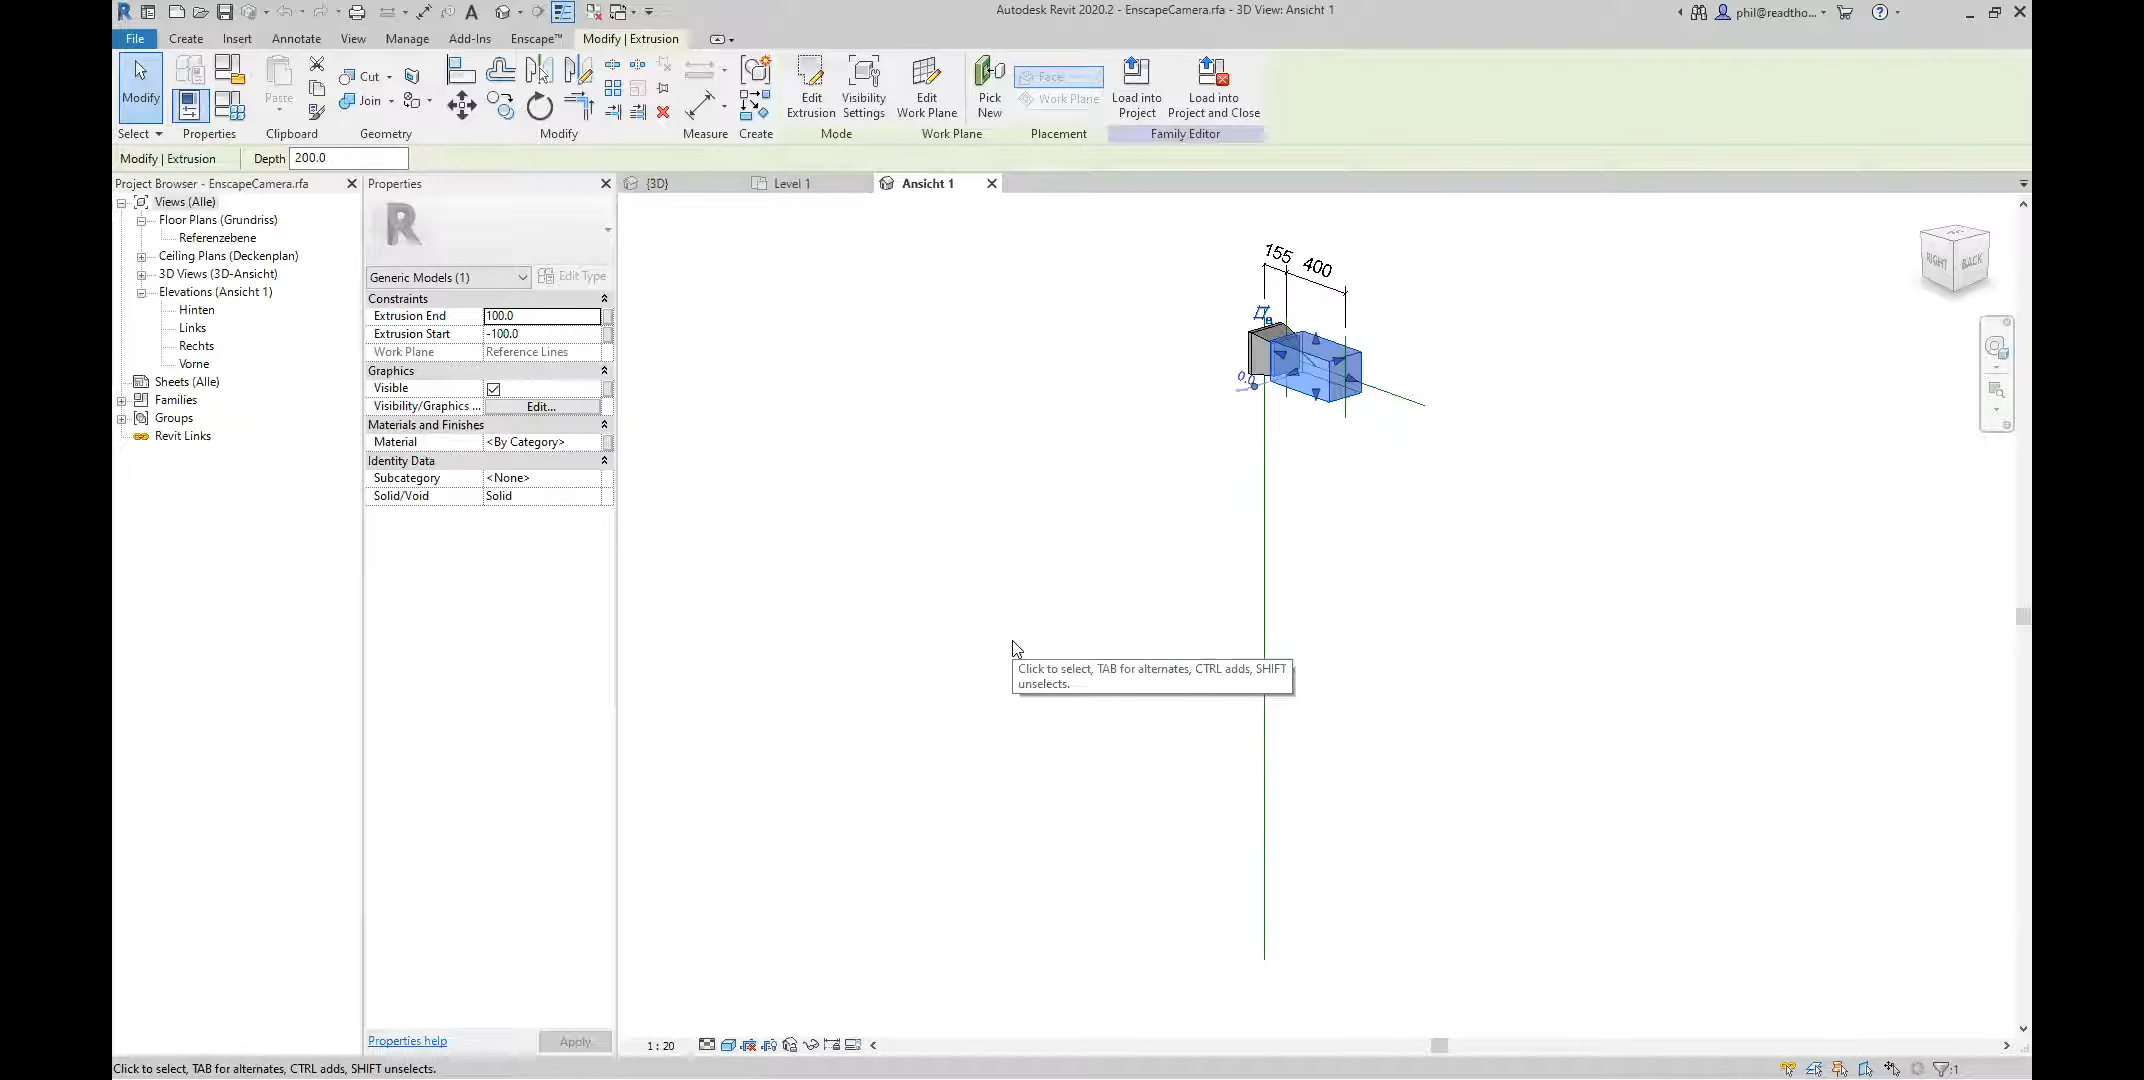 Autodesk Revit 2020.2 - EnscapeCamera.rfa - 3D View: Ansicht 1
phil@readtho...
File
Create
Insert
Annotate
View
Manage
Add-Ins
Enscape™
Modify | Extrusion
Modify
Paste
Cut
Join
Edit Extrusion
Visibility Settings
Edit Work Plane
Pick New
Face
Work Plane
Load into Project
Load into Project and Close
Select
Properties
Clipboard
Geometry
Modify
Measure
Create
Mode
Work Plane
Placement
Family Editor
Modify | Extrusion
Depth
200.0
Project Browser - EnscapeCamera.rfa
Views (Alle)
Floor Plans (Grundriss)
Referenzebene
Ceiling Plans (Deckenplan)
3D Views (3D-Ansicht)
Elevations (Ansicht 1)
Hinten
Links
Rechts
Vorne
Sheets (Alle)
Families
Groups
Revit Links
Properties
R
Generic Models (1)
Edit Type
Constraints
Extrusion End 100.0
Extrusion Start -100.0
Work Plane Reference Lines
Graphics
Visible
Visibility/Graphics ... Edit...
Materials and Finishes
Material <By Category>
Identity Data
Subcategory <None>
Solid/Void Solid
Properties help
Apply
{3D}
Level 1
Ansicht 1
155 400
0.0
RIGHT
BACK
Click to select, TAB for alternates, CTRL adds, SHIFT
unselects.
1 : 20
Click to select, TAB for alternates, CTRL adds, SHIFT unselects.
:1